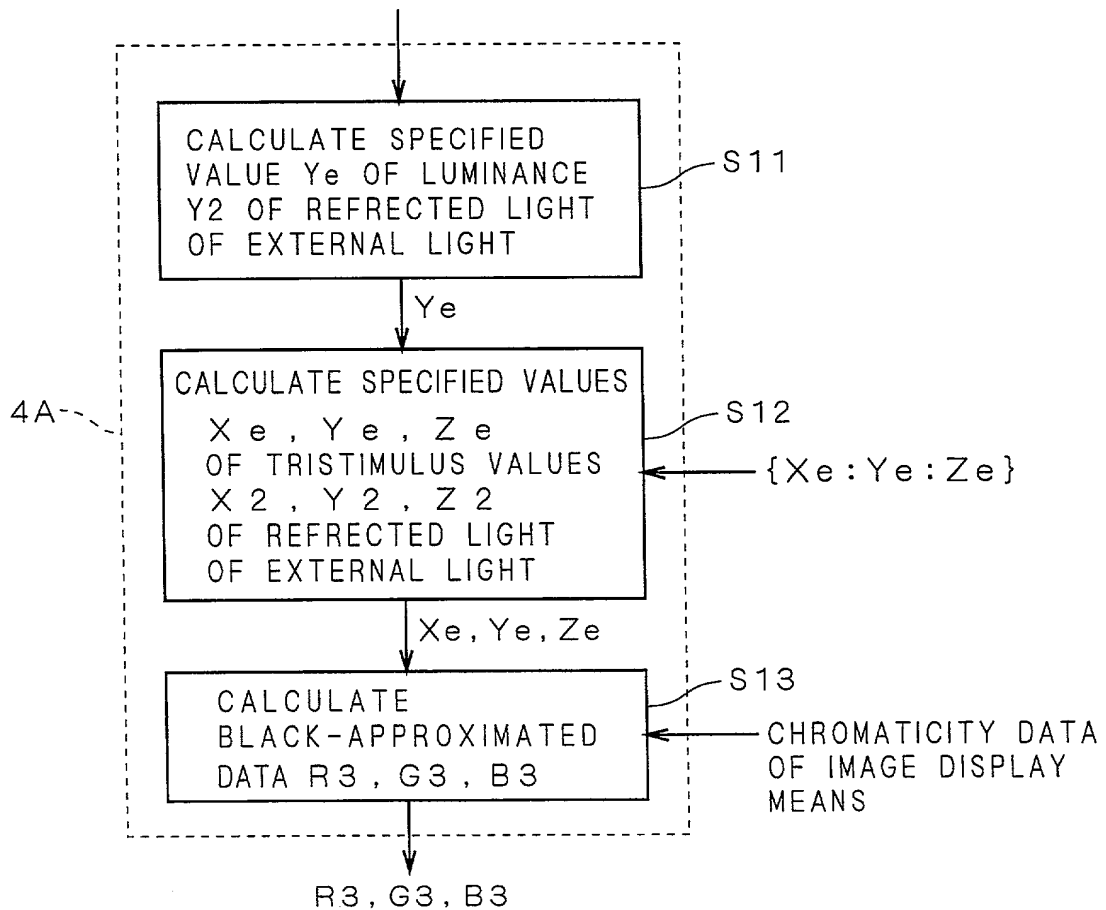 CALCULATE SPECIFIED
VALUE Ye OF LUMINANCE
Y2 OF REFRECTED LIGHT
OF EXTERNAL LIGHT
S11
Ye
4A
CALCULATE SPECIFIED VALUES
Xe, Ye, Ze
OF TRISTIMULUS VALUES
X2, Y2, Z2
OF REFRECTED LIGHT
OF EXTERNAL LIGHT
S12
{Xe:Ye:Ze}
Xe, Ye, Ze
CALCULATE
BLACK-APPROXIMATED
DATA R3, G3, B3
S13
CHROMATICITY DATA
OF IMAGE DISPLAY
MEANS
R3, G3, B3